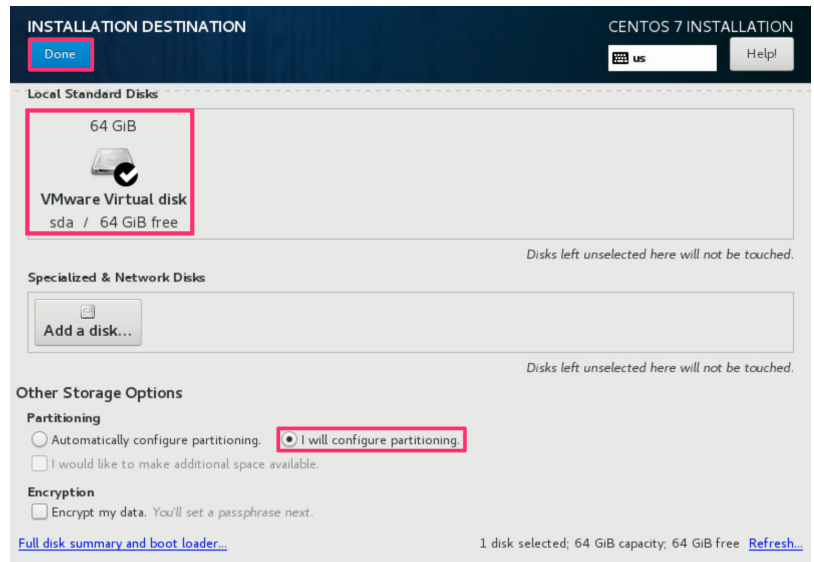 INSTALLATION DESTINATION
CENTOS 7 INSTALLATION
Done
us
Help!
Local Standard Disks
64 GiB
VMware Virtual disk
sda / 64 GiB free
Disks left unselected here will not be touched.
Specialized & Network Disks
Add a disk...
Disks left unselected here will not be touched.
Other Storage Options
Partitioning
Automatically configure partitioning. I will configure partitioning.
I would like to make additional space available.
Encryption
Encrypt my data. You'll set a passphrase next.
Full disk summary and boot loader... 1 disk selected; 64 GiB capacity; 64 GiB free Refresh...